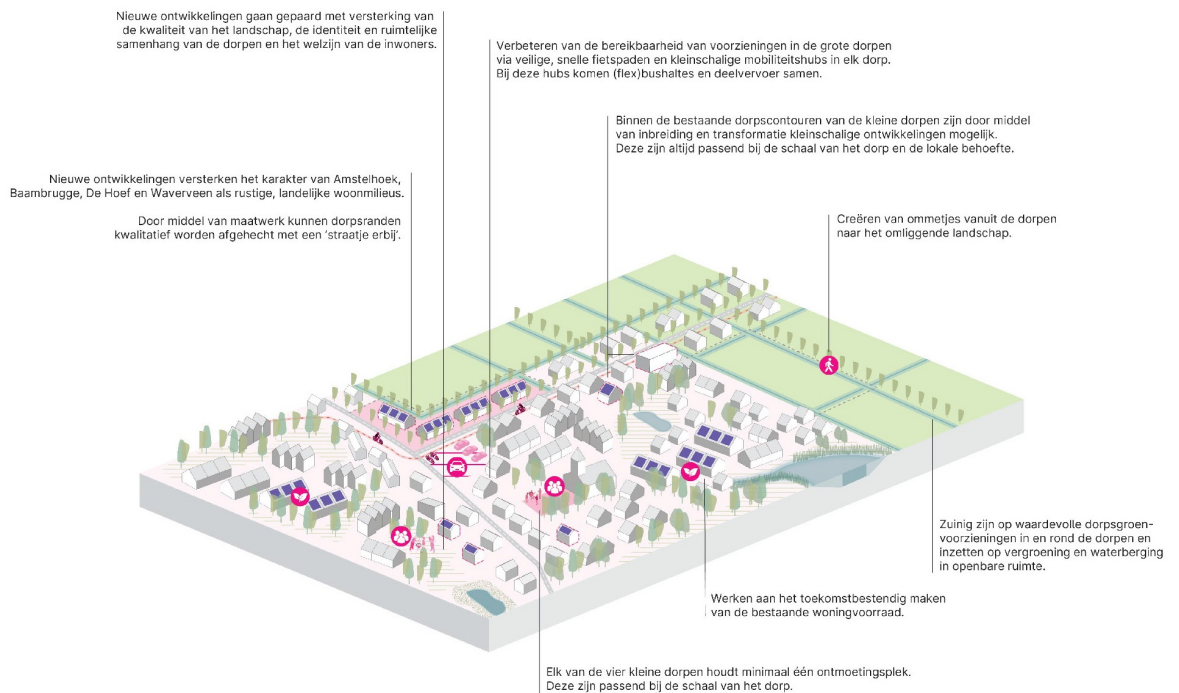 Nieuwe ontwikkelingen gaan gepaard met versterking van
de kwaliteit van het landschap, de identiteit en ruimtelijke
samenhang van de dorpen en het welzijn van de inwoners.
Verbeteren van de bereikbaarheid van voorzieningen in de grote dorpen
via veilige, snelle fietspaden en kleinschalige mobiliteitshubs in elk dorp.
Bij deze hubs komen (flex)bushaltes en deelvervoer samen.
Binnen de bestaande dorpscontouren van de kleine dorpen zijn door middel
van inbreiding en transformatie kleinschalige ontwikkelingen mogelijk.
Deze zijn altijd passend bij de schaal van het dorp en de lokale behoefte.
Nieuwe ontwikkelingen versterken het karakter van Amstelhoek,
Baambrugge, De Hoef en Waverveen als rustige, landelijke woonmilieus.
Door middel van maatwerk kunnen dorpsranden
kwalitatief worden afgehecht met een ‘straatje erbij’.
Creëren van ommetjes vanuit de dorpen
naar het omliggende landschap.
Zuinig zijn op waardevolle dorpsgroen-
voorzieningen in en rond de dorpen en
inzetten op vergroening en waterberging
in openbare ruimte.
Werken aan het toekomstbestendig maken
van de bestaande woningvoorraad.
Elk van de vier kleine dorpen houdt minimaal één ontmoetingsplek.
Deze zijn passend bij de schaal van het dorp.